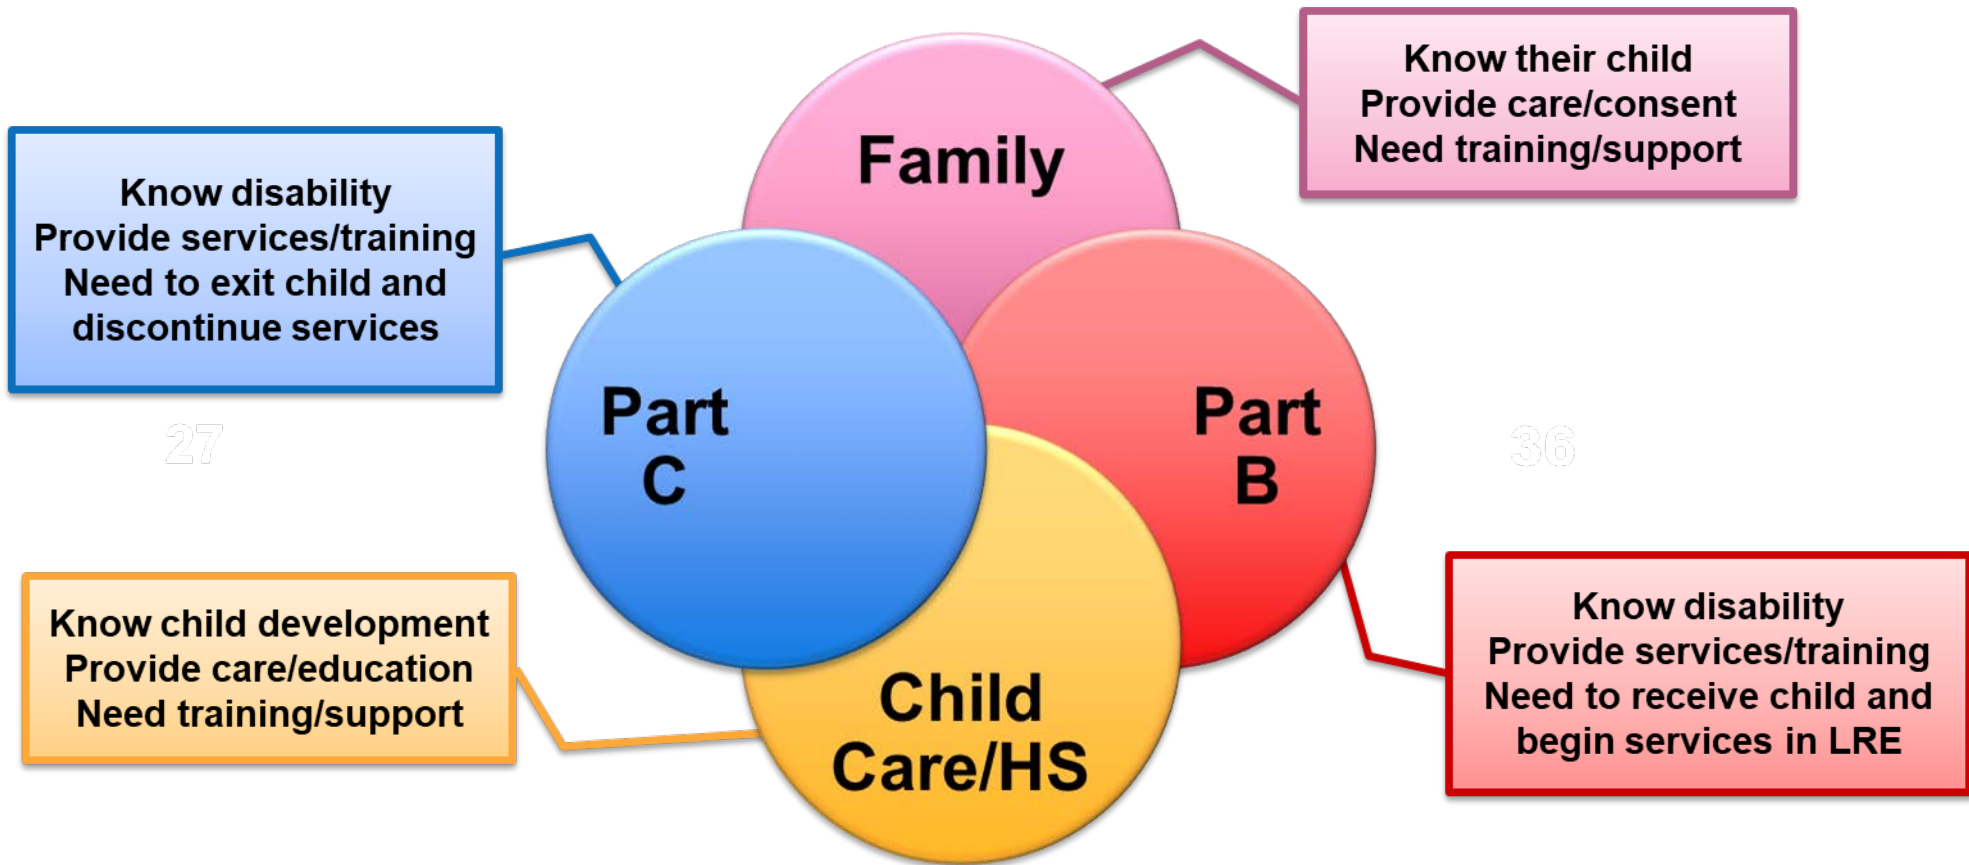 Family
Know their child
Provide care/consent
Need training/support
Know disability
Provide services/training
Need to exit child and
discontinue services
Part
C
Part
B
27
36
Know child development
Provide care/education
Need training/support
Child
Care/HS
Know disability
Provide services/training
Need to receive child and
begin services in LRE